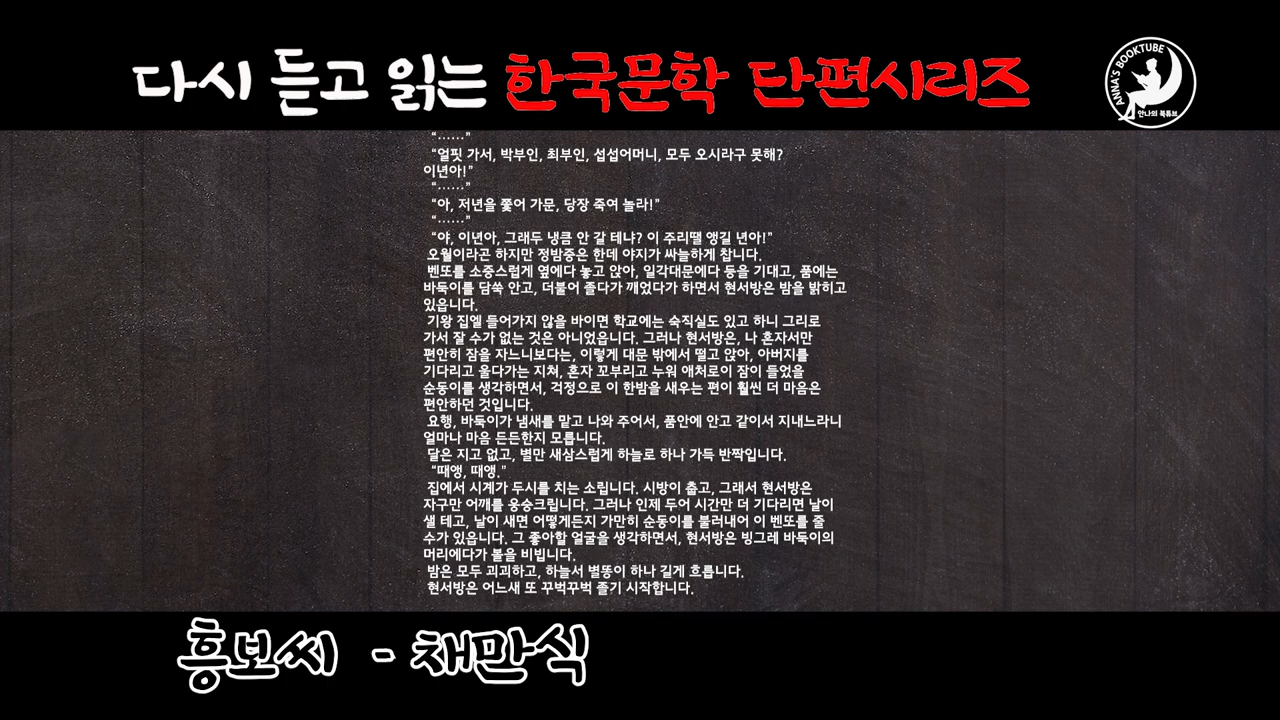 다시 듣고 읽는 한국문학 단편시리즈
ANNA'S BOOKTUBE
안나의 북튜브
“……”
“얼핏 가서, 박부인, 최부인, 섭섭어머니, 모두 오시라구 못해?
이년아!”
“……”
“아, 저년을 쫓어 가문, 당장 죽여 놀라!”
“……”
“야, 이년아, 그래두 냉큼 안 갈 테냐? 이 주리땔 앵길 년아!”
오월이라곤 하지만 정밤중은 한데 야지가 싸늘하게 찹니다.
벤또를 소중스럽게 옆에다 놓고 앉아, 일각대문에다 등을 기대고, 품에는
바둑이를 담쑥 안고, 더불어 졸다가 깨었다가 하면서 현서방은 밤을 밝히고
있읍니다.
기왕 집엘 들어가지 않을 바이면 학교에는 숙직실도 있고 하니 그리로
가서 잘 수가 없는 것은 아니었읍니다. 그러나 현서방은, 나 혼자서만
편안히 잠을 자느니보다는, 이렇게 대문 밖에서 떨고 앉아, 아버지를
기다리고 울다가는 지쳐, 혼자 꼬부리고 누워 애처로이 잠이 들었을
순둥이를 생각하면서, 걱정으로 이 한밤을 새우는 편이 훨씬 더 마음은
편안하던 것입니다.
요행, 바둑이가 냄새를 맡고 나와 주어서, 품안에 안고 같이서 지내느라니
얼마나 마음 든든한지 모릅니다.
달은 지고 없고, 별만 새삼스럽게 하늘로 하나 가득 반짝입니다.
“때앵, 때앵.”
집에서 시계가 두시를 치는 소립니다. 시방이 춥고, 그래서 현서방은
자구만 어깨를 옹숭크립니다. 그러나 인제 두어 시간만 더 기다리면 날이
샐 테고, 날이 새면 어떻게든지 가만히 순둥이를 불러내어 이 벤또를 줄
수가 있읍니다. 그 좋아할 얼굴을 생각하면서, 현서방은 빙그레 바둑이의
머리에다가 볼을 비빕니다.
밤은 모두 괴괴하고, 하늘서 별똥이 하나 길게 흐릅니다.
현서방은 어느새 또 꾸벅꾸벅 졸기 시작합니다.
흥보씨 - 채만식